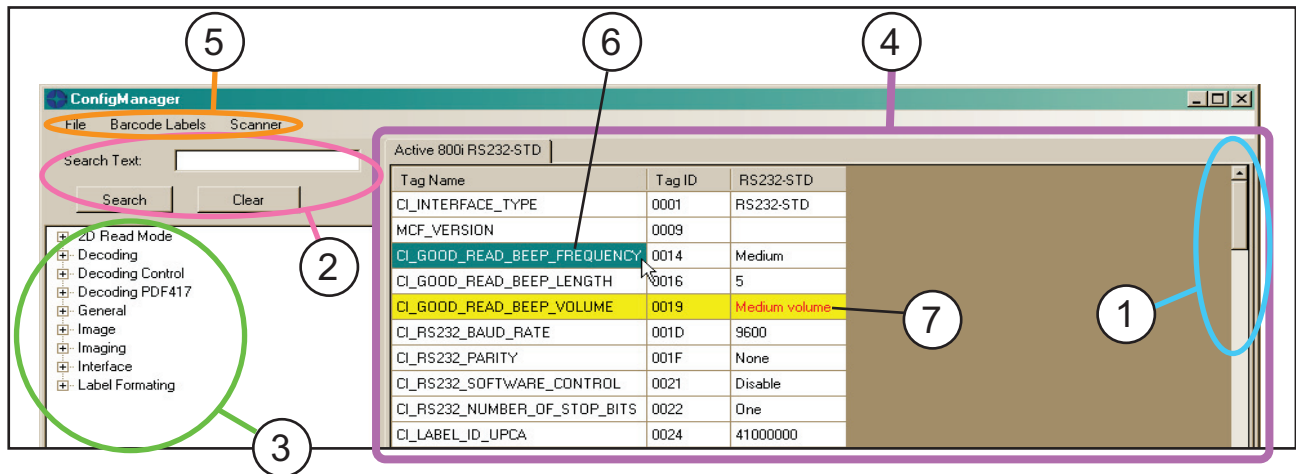 5 6 4
ConfigManager
File Barcode Labels Scanner
Search Text:
Search Clear
2D Read Mode
Decoding
Decoding Control
Decoding PDF417
General
Image
Imaging
Interface
Label Formating
2
3
Active 800i RS232-STD
Tag Name Tag ID RS232-STD
CI_INTERFACE_TYPE 0001 RS232-STD
MCF_VERSION 0009
CI_GOOD_READ_BEEP_FREQUENCY 0014 Medium
CI_GOOD_READ_BEEP_LENGTH 0016 5
CI_GOOD_READ_BEEP_VOLUME 0019 Medium volume
CI_RS232_BAUD_RATE 001D 9600
CI_RS232_PARITY 001F None
CI_RS232_SOFTWARE_CONTROL 0021 Disable
CI_RS232_NUMBER_OF_STOP_BITS 0022 One
CI_LABEL_ID_UPCA 0024 41000000
7
1